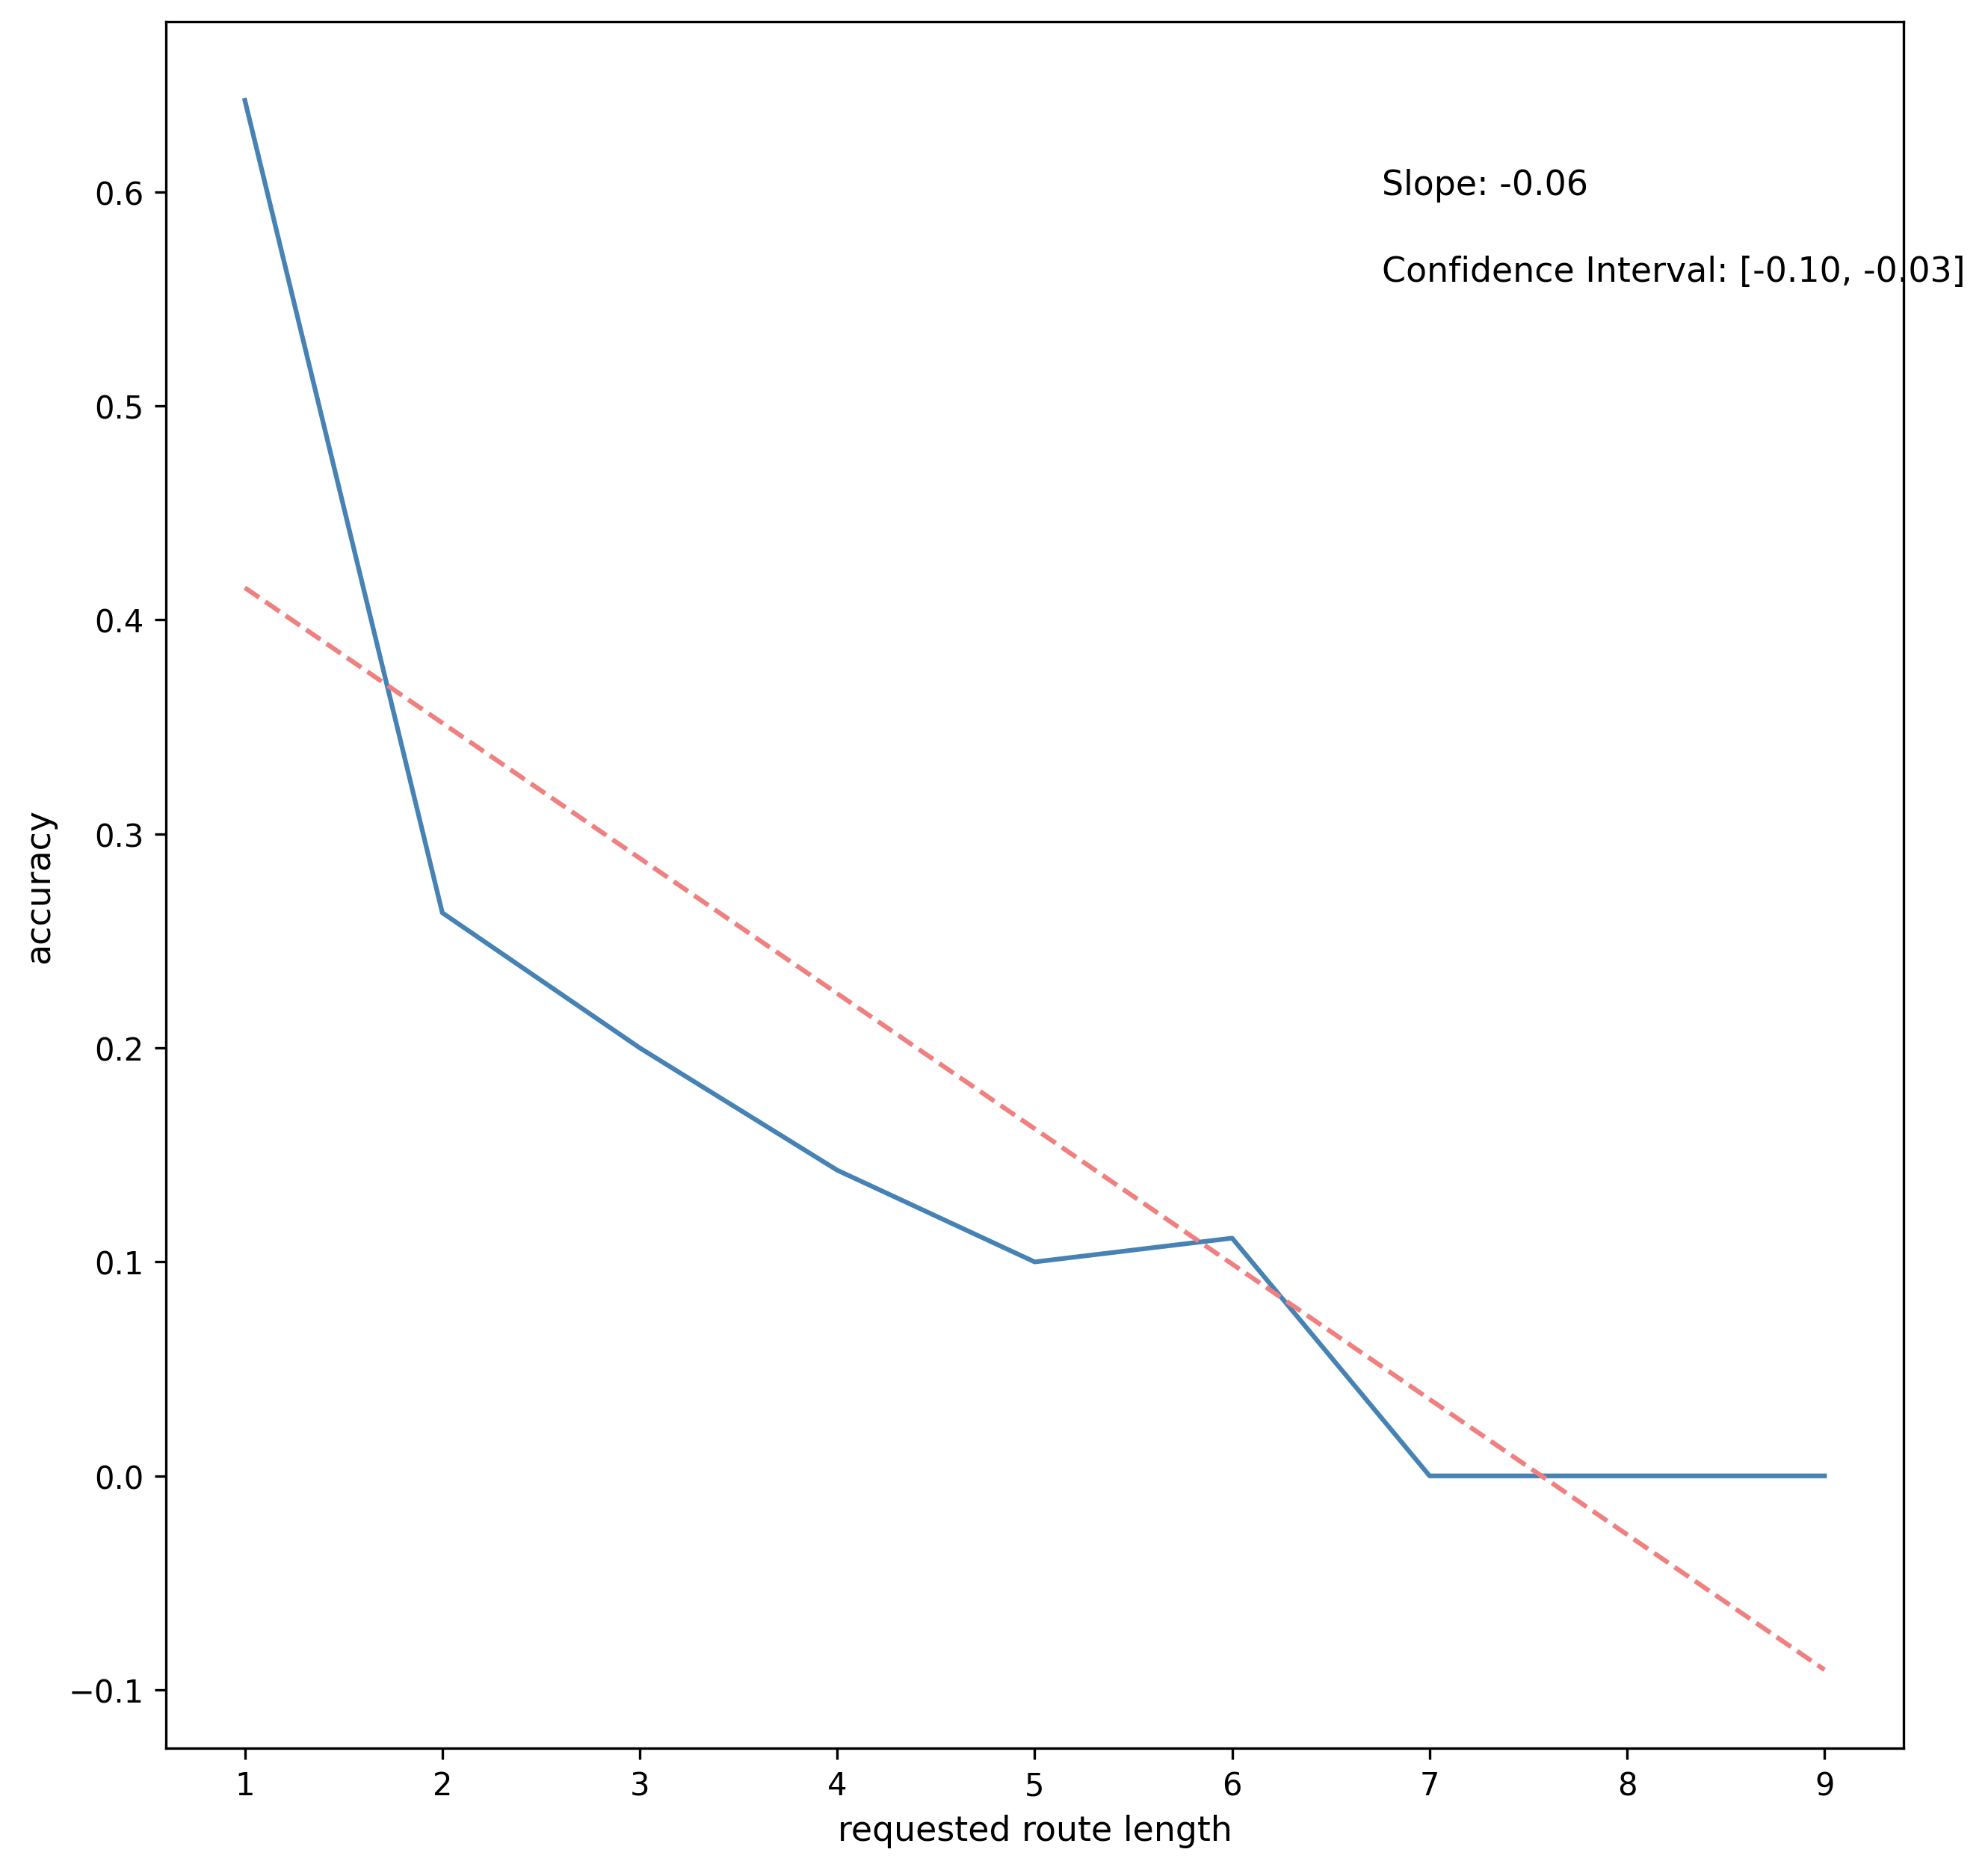 Slope: -0.06
Confidence Interval: [-0.10, -0.03]
0.6
0.5
0.4
0.3
0.2
0.1
0.0
−0.1
accuracy
1 2 3 4 5 6 7 8 9
requested route length